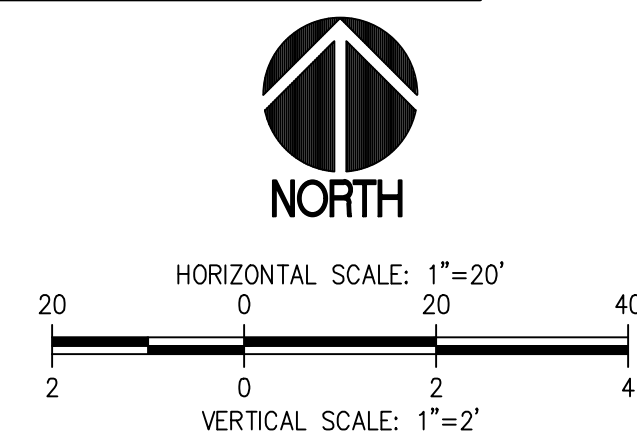 NORTH
HORIZONTAL SCALE: 1"=20'
20 0 20 40
2 0 2 4
VERTICAL SCALE: 1"=2'